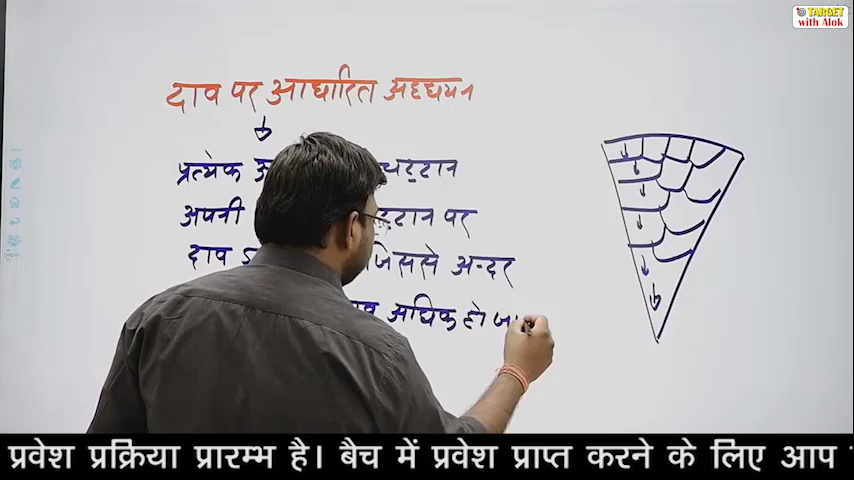 TARGET
with Alok
दाव पर आधारित अध्ययन
प्रत्येक चट्टान
अपनी पर
दाव जिससे अन्दर
अधिक हो
प्रवेश प्रक्रिया प्रारम्भ है। बैच में प्रवेश प्राप्त करने के लिए आप